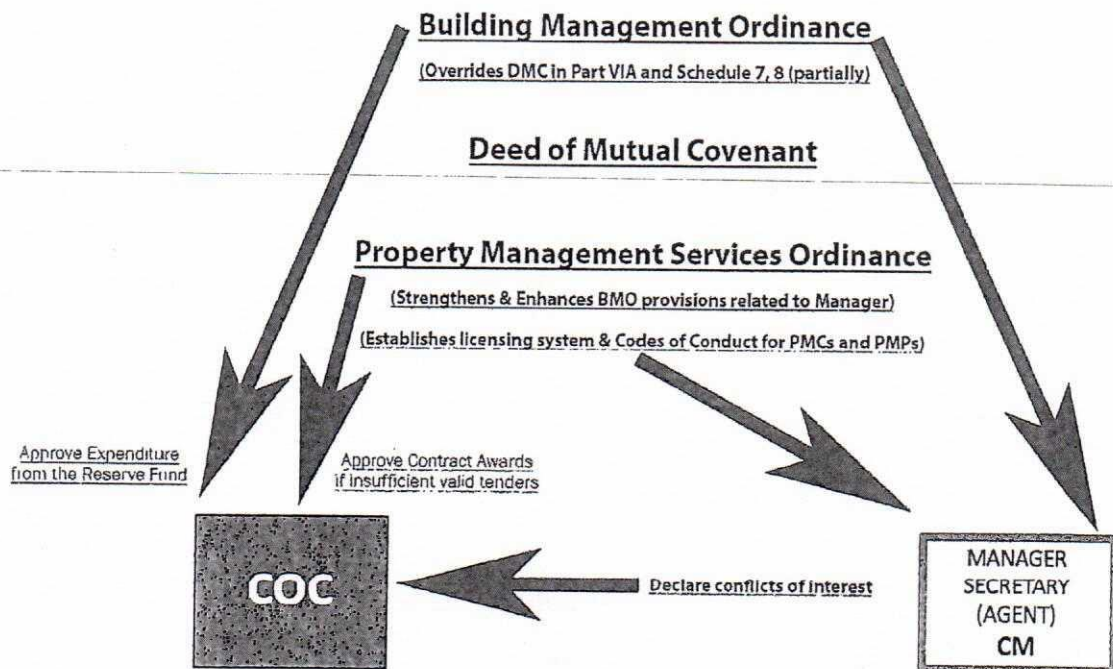 Building Management Ordinance
(Overrides DMC in Part VIA and Schedule 7, 8 (partially)
Deed of Mutual Covenant
Property Management Services Ordinance
(Strengthens & Enhances BMO provisions related to Manager)
(Establishes licensing system & Codes of Conduct for PMCs and PMPs)
Approve Expenditure
from the Reserve Fund
Approve Contract Awards
if insufficient valid tenders
COC
Declare conflicts of interest
MANAGER
SECRETARY
(AGENT)
CM